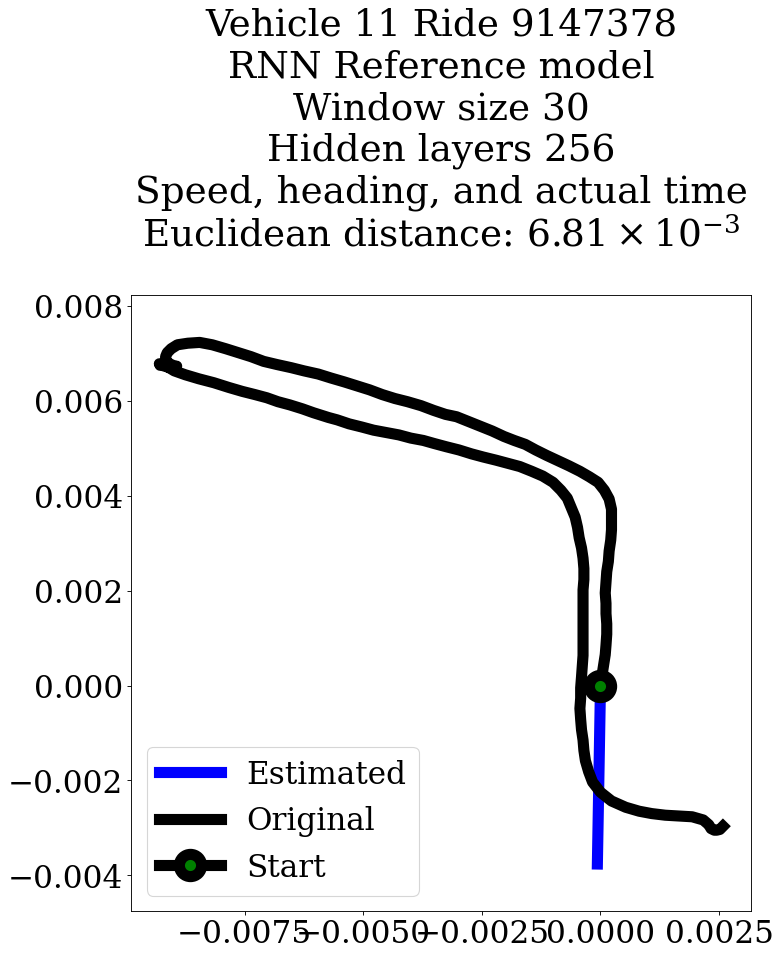 Vehicle 11 Ride 9147378
RNN Reference model
Window size 30
Hidden layers 256
Speed, heading, and actual time
Euclidean distance: 6.81 × 10⁻³
0.008
0.006
0.004
0.002
0.000
−0.002
−0.004
Estimated
Original
Start
−0.0075 −0.0050 −0.0025 0.0000 0.0025